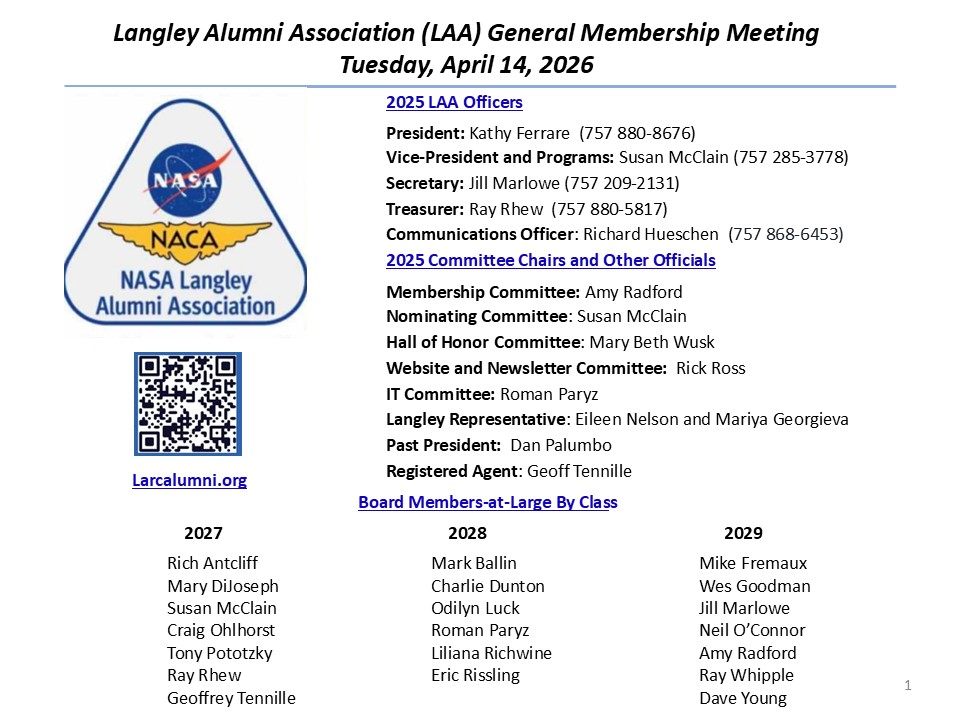 Langley Alumni Association (LAA) General Membership Meeting
Tuesday, April 14, 2026
NASA
NACA
NASA Langley
Alumni Association
Larcalumni.org
2025 LAA Officers
President: Kathy Ferrare (757 880-8676)
Vice-President and Programs: Susan McClain (757 285-3778)
Secretary: Jill Marlowe (757 209-2131)
Treasurer: Ray Rhew (757 880-5817)
Communications Officer: Richard Hueschen (757 868-6453)
2025 Committee Chairs and Other Officials
Membership Committee: Amy Radford
Nominating Committee: Susan McClain
Hall of Honor Committee: Mary Beth Wusk
Website and Newsletter Committee: Rick Ross
IT Committee: Roman Paryz
Langley Representative: Eileen Nelson and Mariya Georgieva
Past President: Dan Palumbo
Registered Agent: Geoff Tennille
Board Members-at-Large By Class
2027
Rich Antcliff
Mary DiJoseph
Susan McClain
Craig Ohlhorst
Tony Pototzky
Ray Rhew
Geoffrey Tennille
2028
Mark Ballin
Charlie Dunton
Odilyn Luck
Roman Paryz
Liliana Richwine
Eric Rissling
2029
Mike Fremaux
Wes Goodman
Jill Marlowe
Neil O’Connor
Amy Radford
Ray Whipple
Dave Young
1